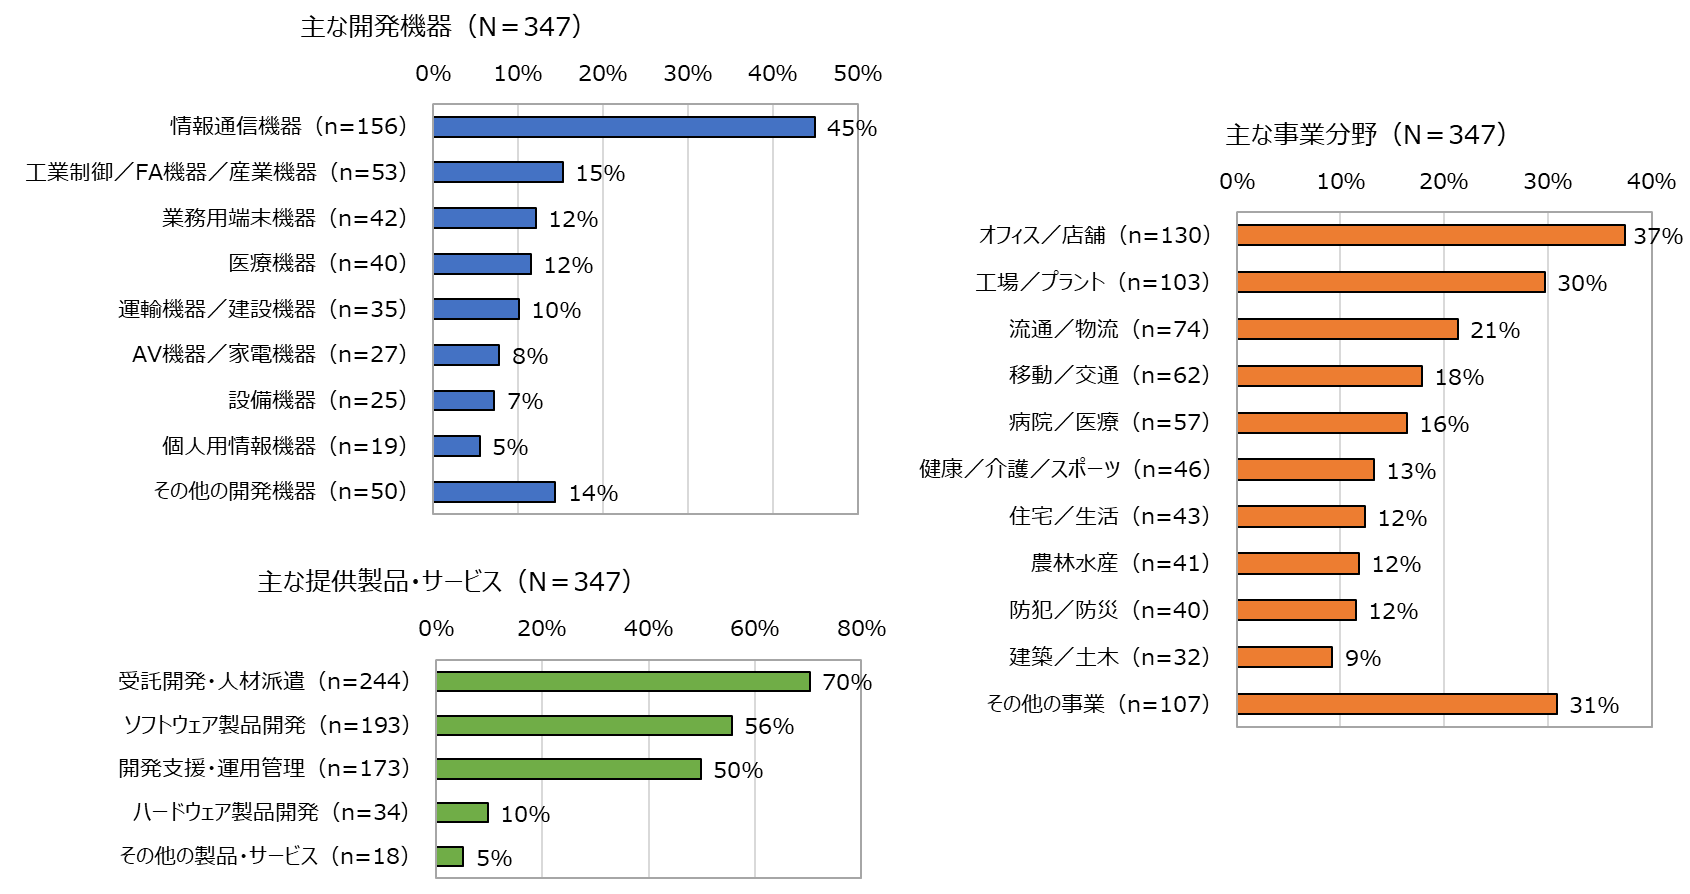 主な開発機器（N＝347）
0% 10% 20% 30% 40% 50%
情報通信機器（n=156） 45%
工業制御／FA機器／産業機器（n=53） 15%
業務用端末機器（n=42） 12%
医療機器（n=40） 12%
運輸機器／建設機器（n=35） 10%
AV機器／家電機器（n=27） 8%
設備機器（n=25） 7%
個人用情報機器（n=19） 5%
その他の開発機器（n=50） 14%
主な提供製品・サービス（N＝347）
0% 20% 40% 60% 80%
受託開発・人材派遣（n=244） 70%
ソフトウェア製品開発（n=193） 56%
開発支援・運用管理（n=173） 50%
ハードウェア製品開発（n=34） 10%
その他の製品・サービス（n=18） 5%
主な事業分野（N＝347）
0% 10% 20% 30% 40%
オフィス／店舗（n=130） 37%
工場／プラント（n=103） 30%
流通／物流（n=74） 21%
移動／交通（n=62） 18%
病院／医療（n=57） 16%
健康／介護／スポーツ（n=46） 13%
住宅／生活（n=43） 12%
農林水産（n=41） 12%
防犯／防災（n=40） 12%
建築／土木（n=32） 9%
その他の事業（n=107） 31%